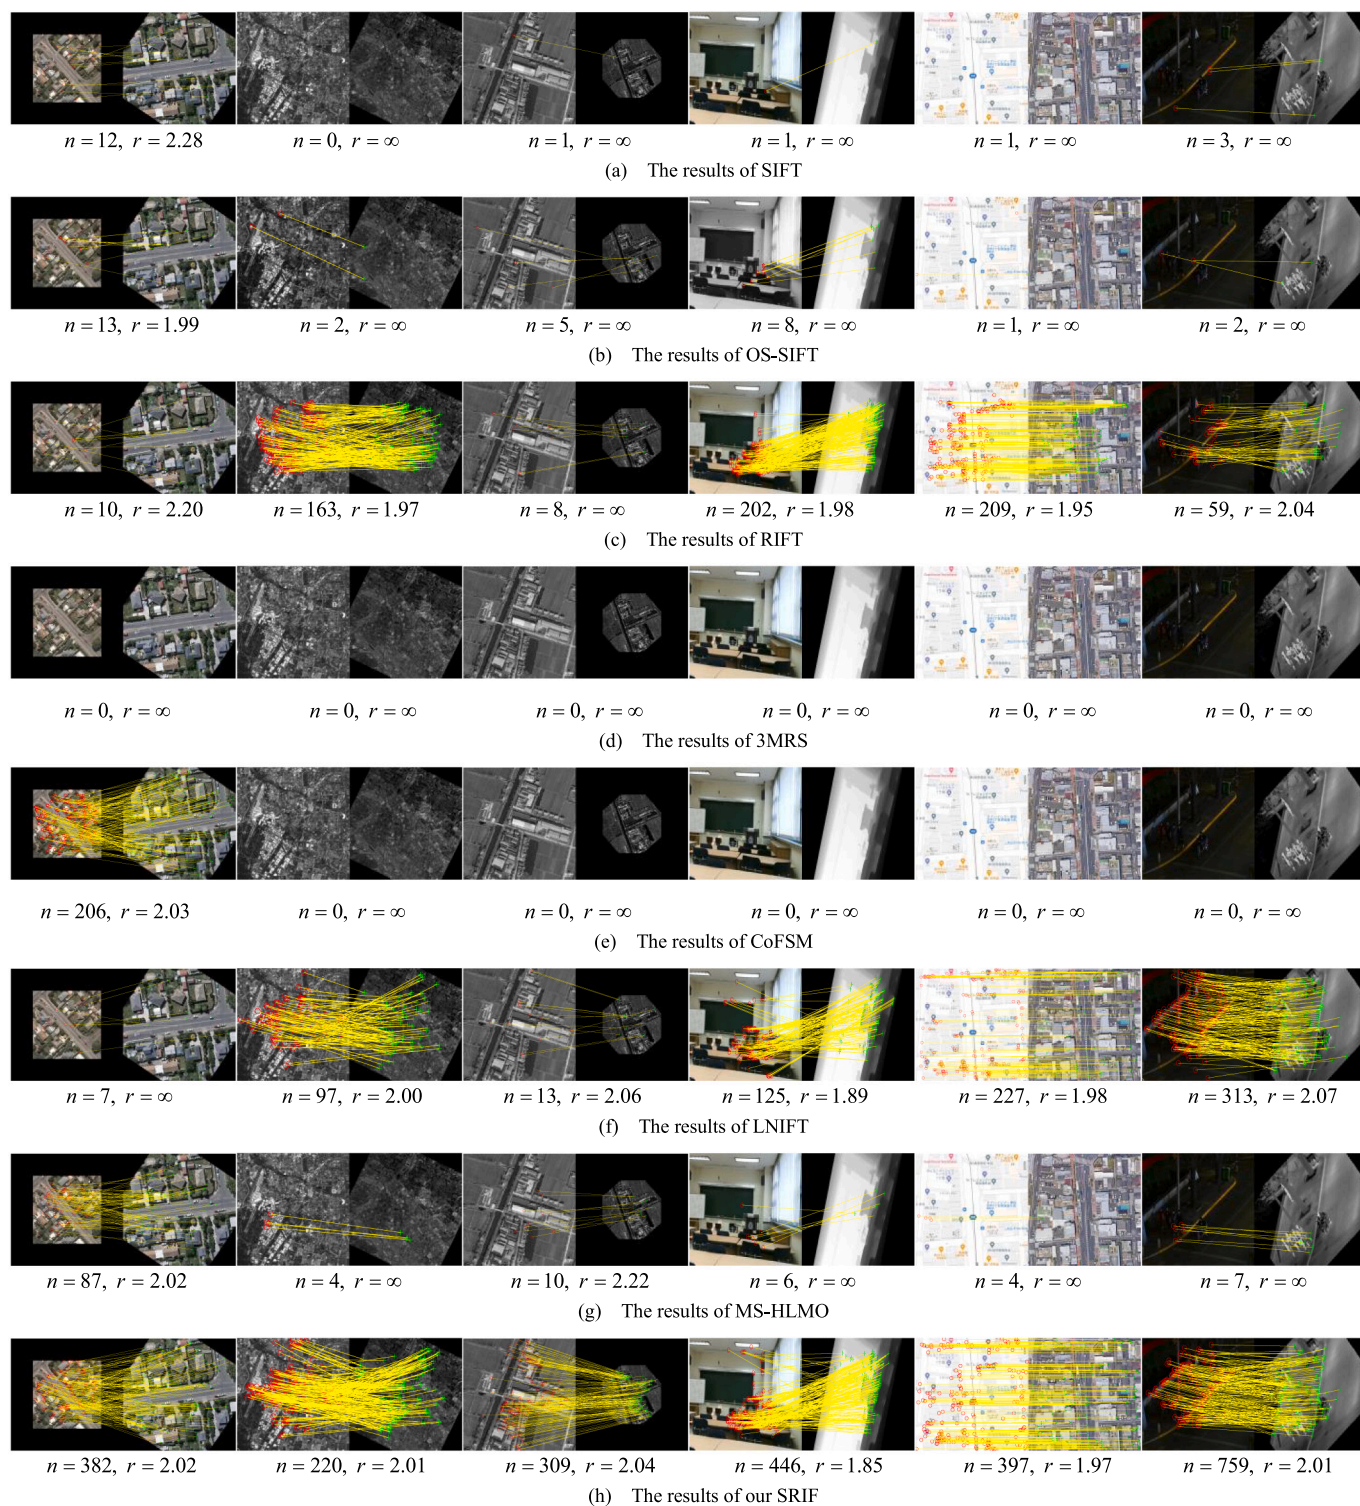 n = 12, r = 2.28 n = 0, r = ∞ n = 1, r = ∞ n = 1, r = ∞ n = 1, r = ∞ n = 3, r = ∞
(a) The results of SIFT
n = 13, r = 1.99 n = 2, r = ∞ n = 5, r = ∞ n = 8, r = ∞ n = 1, r = ∞ n = 2, r = ∞
(b) The results of OS-SIFT
n = 10, r = 2.20 n = 163, r = 1.97 n = 8, r = ∞ n = 202, r = 1.98 n = 209, r = 1.95 n = 59, r = 2.04
(c) The results of RIFT
n = 0, r = ∞ n = 0, r = ∞ n = 0, r = ∞ n = 0, r = ∞ n = 0, r = ∞ n = 0, r = ∞
(d) The results of 3MRS
n = 206, r = 2.03 n = 0, r = ∞ n = 0, r = ∞ n = 0, r = ∞ n = 0, r = ∞ n = 0, r = ∞
(e) The results of CoFSM
n = 7, r = ∞ n = 97, r = 2.00 n = 13, r = 2.06 n = 125, r = 1.89 n = 227, r = 1.98 n = 313, r = 2.07
(f) The results of LNIFT
n = 87, r = 2.02 n = 4, r = ∞ n = 10, r = 2.22 n = 6, r = ∞ n = 4, r = ∞ n = 7, r = ∞
(g) The results of MS-HLMO
n = 382, r = 2.02 n = 220, r = 2.01 n = 309, r = 2.04 n = 446, r = 1.85 n = 397, r = 1.97 n = 759, r = 2.01
(h) The results of our SRIF